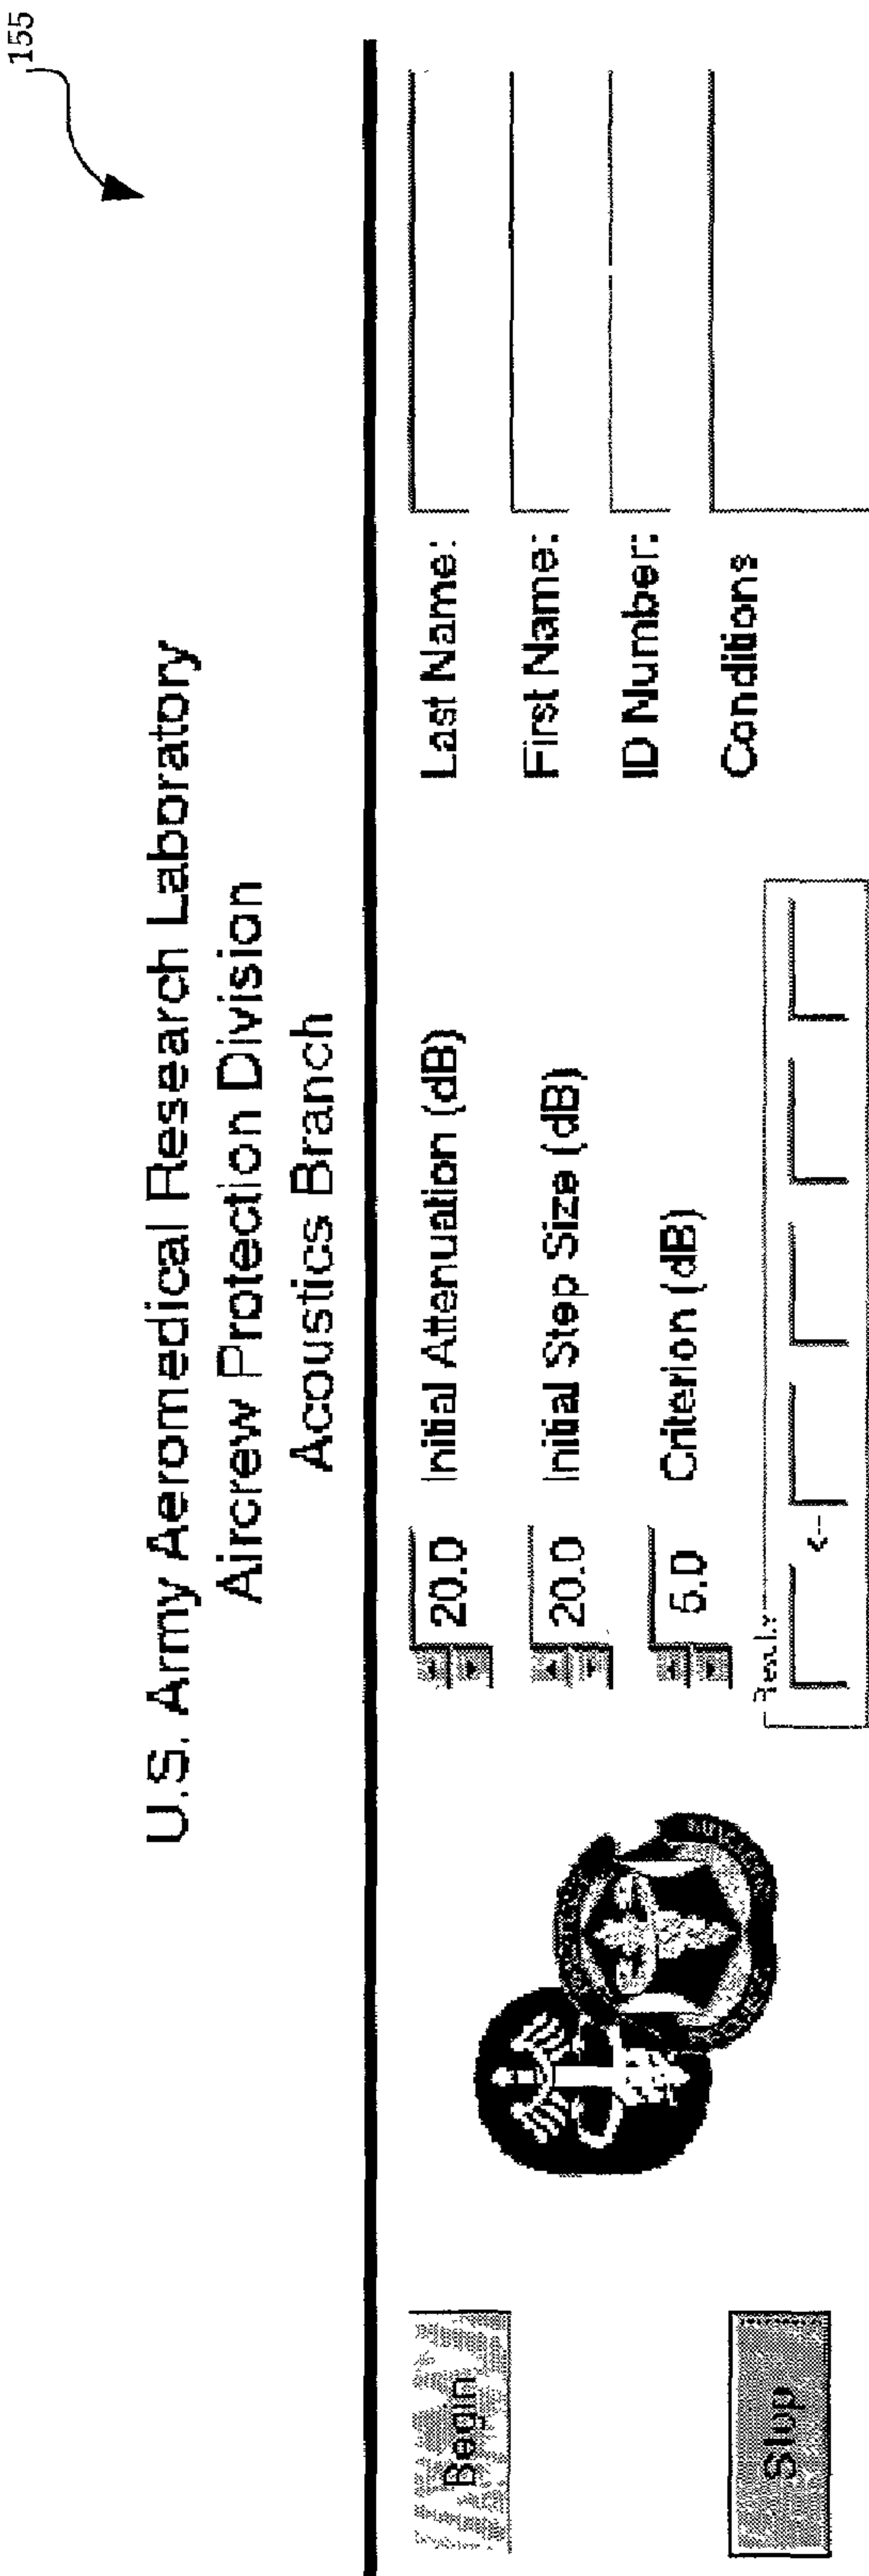 155
U.S. Army Aeromedical Research Laboratory
Aircrew Protection Division
Acoustics Branch
Begin
Stop
20.0 Initial Attenuation (dB)
20.0 Initial Step Size (dB)
5.0 Criterion (dB)
<--
Last Name:
First Name:
ID Number:
Conditions